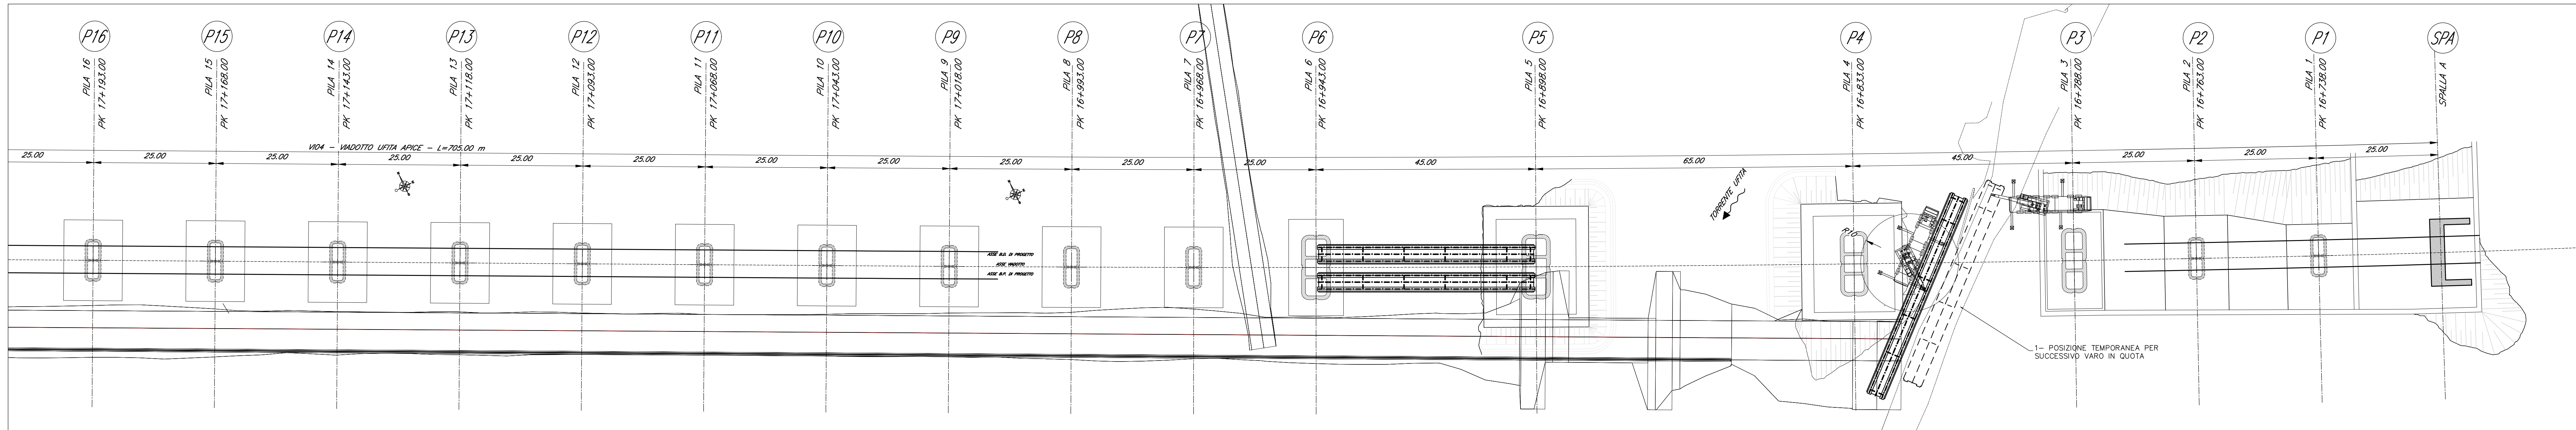 P16
P15
P14
P13
P12
P11
P10
P9
P8
P7
P6
P5
P4
P3
P2
P1
SPA
PILA 16
PK 17+193.00
PILA 15
PK 17+168.00
PILA 14
PK 17+143.00
PILA 13
PK 17+118.00
PILA 12
PK 17+093.00
PILA 11
PK 17+068.00
PILA 10
PK 17+043.00
PILA 9
PK 17+018.00
PILA 8
PK 16+993.00
PILA 7
PK 16+968.00
PILA 6
PK 16+943.00
PILA 5
PK 16+898.00
PILA 4
PK 16+833.00
PILA 3
PK 16+788.00
PILA 2
PK 16+763.00
PILA 1
PK 16+738.00
SPALLA A
VI04 - VIADOTTO UFITA APICE - L=705.00 m
25.00
25.00
25.00
25.00
25.00
25.00
25.00
25.00
25.00
25.00
25.00
45.00
65.00
45.00
25.00
25.00
25.00
TORRENTE UFITA
ASSE B.D. DI PROGETTO
ASSE VIADOTTO
ASSE B.P. DI PROGETTO
1- POSIZIONE TEMPORANEA PER
SUCCESSIVO VARO IN QUOTA